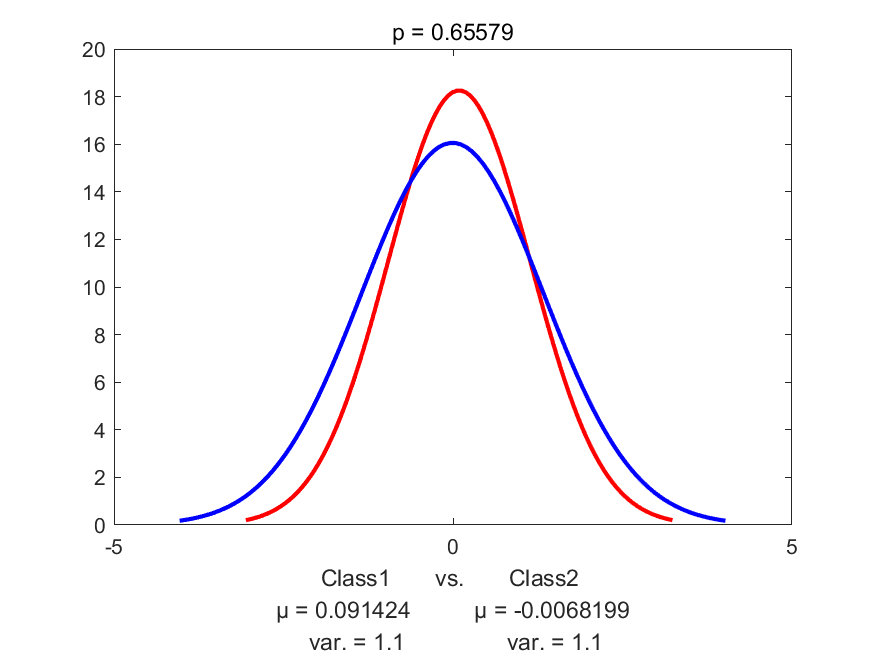 p = 0.65579
20
18
16
14
12
10
8
6
4
2
0
-5 0 5
Class1 vs. Class2
μ = 0.091424 μ = -0.0068199
var. = 1.1 var. = 1.1